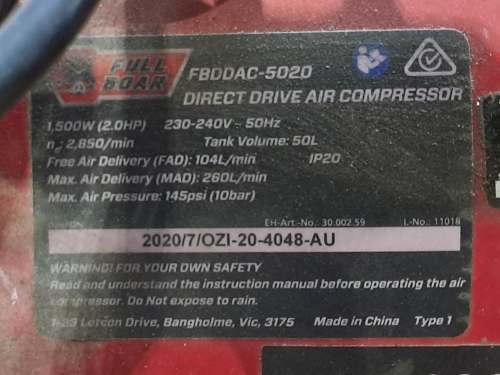 FULL BOAR
FBDDAC-5020
DIRECT DRIVE AIR COMPRESSOR
1,500W (2.0HP) 230-240V ~ 50Hz
n₀: 2,850/min Tank Volume: 50L
Free Air Delivery (FAD): 104L/min IP20
Max. Air Delivery (MAD): 260L/min
Max. Air Pressure: 145psi (10bar)
EH-Art.-No.: 30.002.59 I.-No.: 11018
2020/7/OZI-20-4048-AU
WARNING! FOR YOUR OWN SAFETY
Read and understand the instruction manual before operating the air
compressor. Do Not expose to rain.
Drive, Bangholme, Vic, 3175 Made in China Type 1